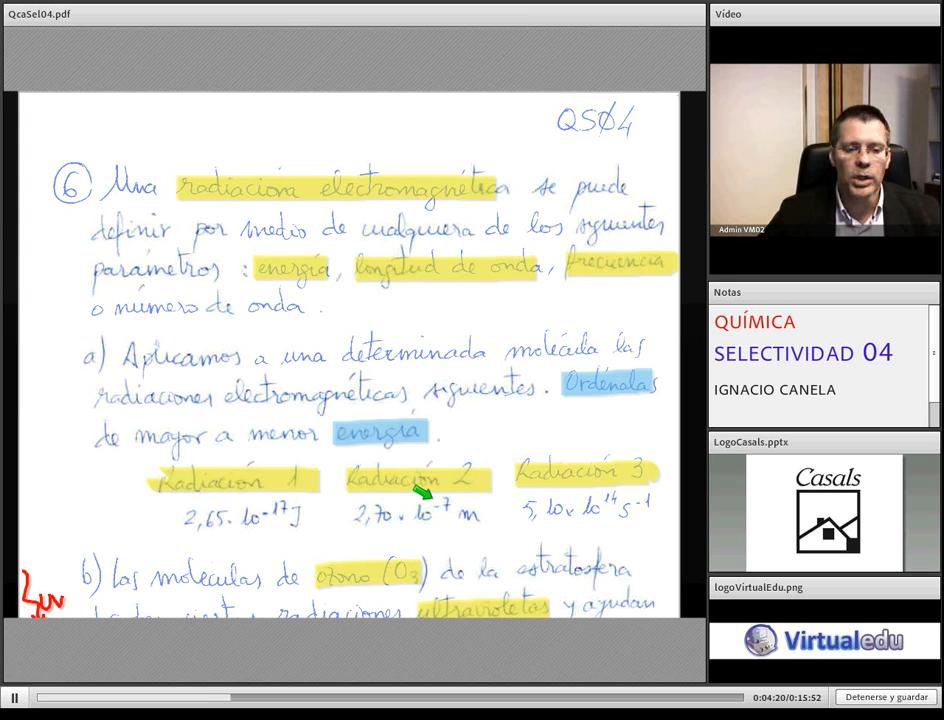 QcaSel04.pdf
QSØ4
6 Una radiación electromagnética se puede
definir por medio de cualquiera de los siguientes
parámetros : energía, longitud de onda, frecuencia
o número de onda.
a) Aplicamos a una determinada molécula las
radiaciones electromagnéticas siguientes. Ordénalas
de mayor a menor energía.
Radiación 1 Radiación 2 Radiación 3
2,65·10⁻¹⁷J 2,70 × 10⁻⁷ m 5,10 × 10¹⁴ s⁻¹
b) Las moléculas de ozono (O₃) de la estratosfera
radiaciones ultravioletas y ayudan
Vídeo
Admin VM02
Notas
QUÍMICA
SELECTIVIDAD 04
IGNACIO CANELA
LogoCasals.pptx
Casals
logoVirtualEdu.png
Virtualedu
0:04:20/0:15:52
Detenerse y guardar